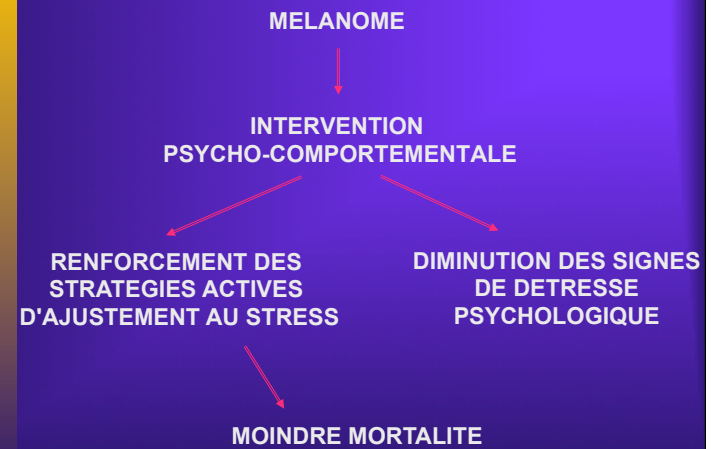 MELANOME
INTERVENTION
PSYCHO-COMPORTEMENTALE
RENFORCEMENT DES
STRATEGIES ACTIVES
D'AJUSTEMENT AU STRESS
DIMINUTION DES SIGNES
DE DETRESSE
PSYCHOLOGIQUE
MOINDRE MORTALITE